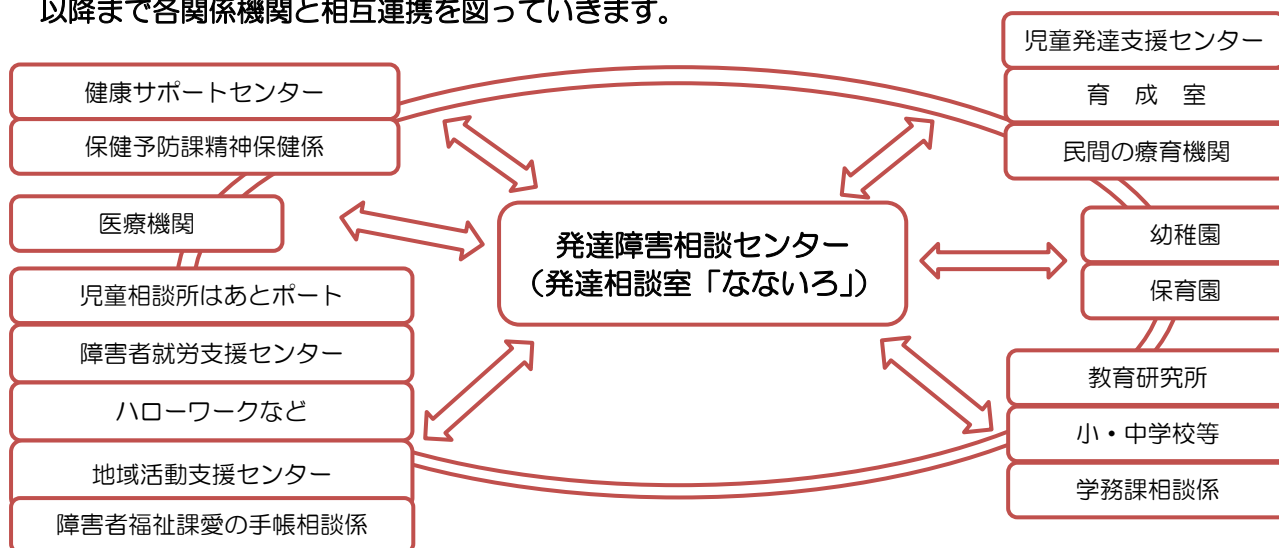 以降まで各関係機関と相互連携を図っていきます。
健康サポートセンター
保健予防課精神保健係
医療機関
児童相談所はあとポート
障害者就労支援センター
ハローワークなど
地域活動支援センター
障害者福祉課愛の手帳相談係
発達障害相談センター
（発達相談室「なないろ」）
児童発達支援センター
育　成　室
民間の療育機関
幼稚園
保育園
教育研究所
小・中学校等
学務課相談係